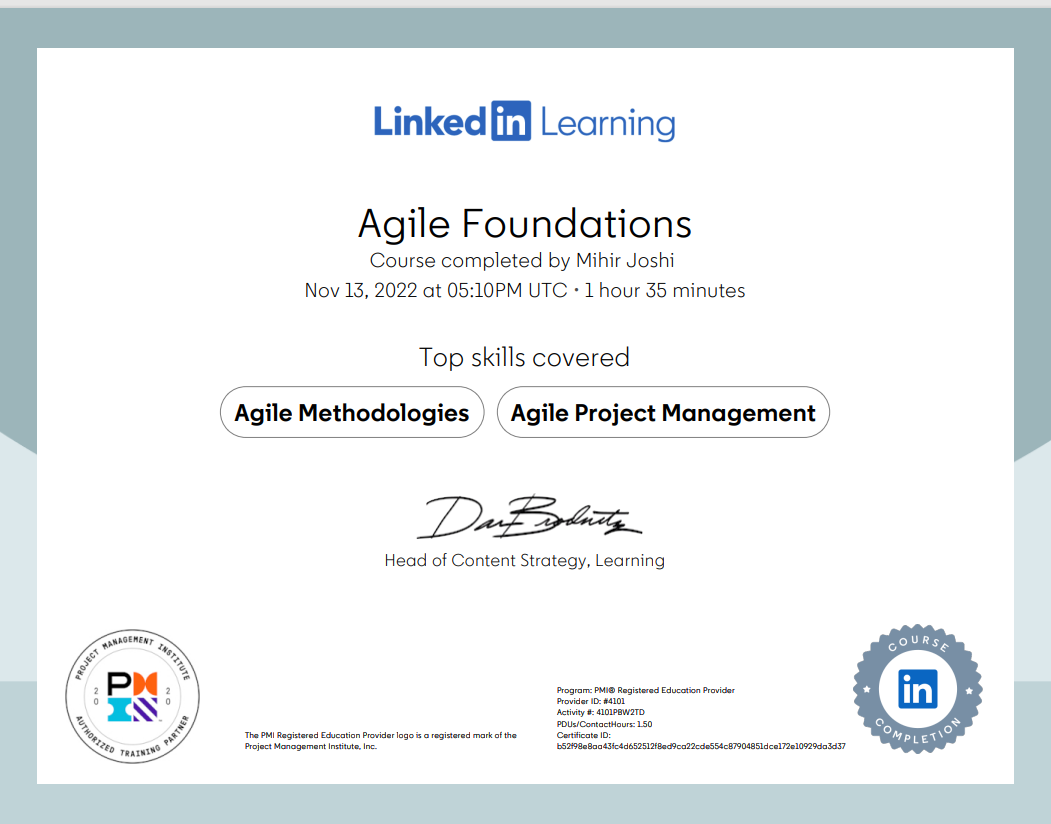 Linked in Learning
Agile Foundations
Course completed by Mihir Joshi
Nov 13, 2022 at 05:10PM UTC • 1 hour 35 minutes
Top skills covered
Agile Methodologies
Agile Project Management
Dan Brodnitz
Head of Content Strategy, Learning
PROJECT MANAGEMENT INSTITUTE
20 20
PM
AUTHORIZED TRAINING PARTNER
The PMI Registered Education Provider logo is a registered mark of the
Project Management Institute, Inc.
Program: PMI® Registered Education Provider
Provider ID: #4101
Activity #: 4101PBW2TD
PDUs/ContactHours: 1.50
Certificate ID:
b52f98e8aa43fc4d652512f8ed9ca22cde554c87904851dce172e10929da3d37
COURSE
in
COMPLETION